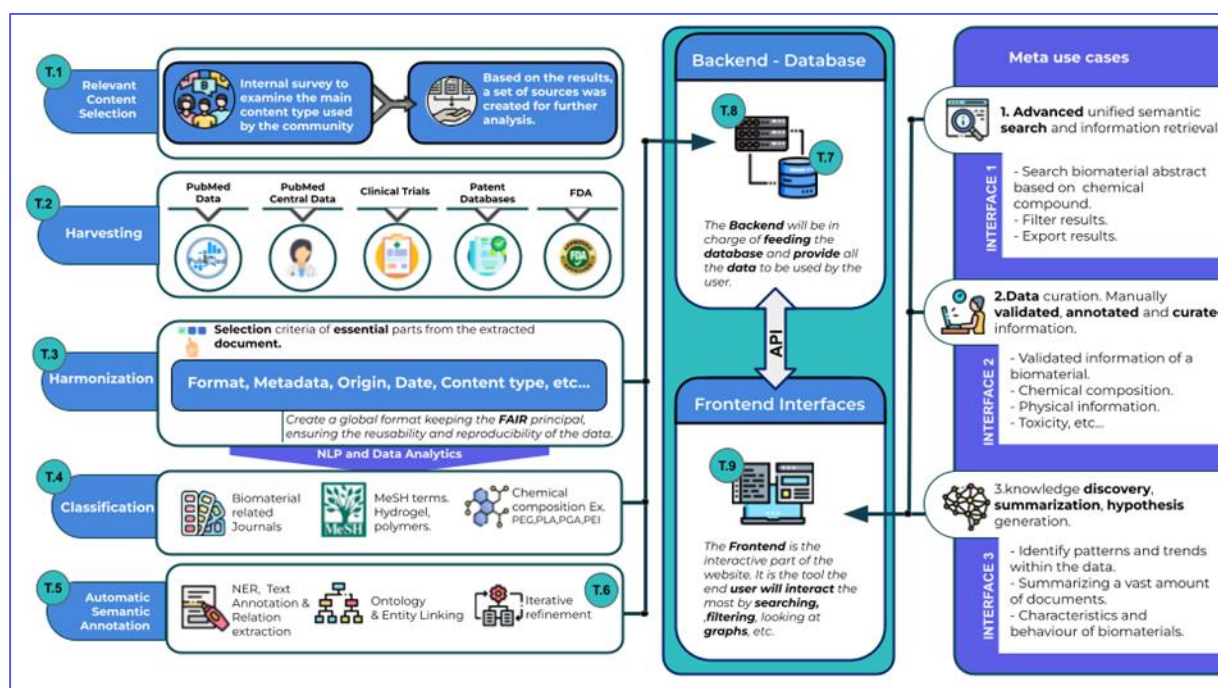 T.1
Relevant
Content
Selection
Internal survey to
examine the main
content type used
by the community
Based on the results,
a set of sources was
created for further
analysis.
T.2
Harvesting
PubMed
Data
PubMed
Central Data
Clinical Trials
Patent
Databases
FDA
FDA
T.3
Harmonization
Selection criteria of essential parts from the extracted
document.
Format, Metadata, Origin, Date, Content type, etc...
Create a global format keeping the FAIR principal,
ensuring the reusability and reproducibility of the data.
NLP and Data Analytics
T.4
Classification
Biomaterial
related
Journals
MeSH
MeSH terms.
Hydrogel,
polymers.
Chemical
composition Ex.
PEG,PLA,PGA,PEI
T.5
Automatic
Semantic
Annotation
NER, Text
Annotation &
Relation
extraction
Ontology
& Entity Linking
T.6
Iterative
refinement
Backend - Database
T.8
T.7
The Backend will be in
charge of feeding the
database and provide all
the data to be used by the
user.
API
Frontend Interfaces
T.9
The Frontend is the
interactive part of the
website. It is the tool the
end user will interact the
most by searching,
,filtering, looking at
graphs, etc.
Meta use cases
1. Advanced unified semantic
search and information retrieval
INTERFACE 1
- Search biomaterial abstract
based on chemical
compound.
- Filter results.
- Export results.
2.Data curation. Manually
validated, annotated and curate
information.
INTERFACE 2
- Validated information of a
biomaterial.
- Chemical composition.
- Physical information.
- Toxicity, etc...
3.knowledge discovery,
summarization, hypothesis
generation.
INTERFACE 3
- Identify patterns and trends
within the data.
- Summarizing a vast amount
of documents.
- Characteristics and
behaviour of biomaterials.